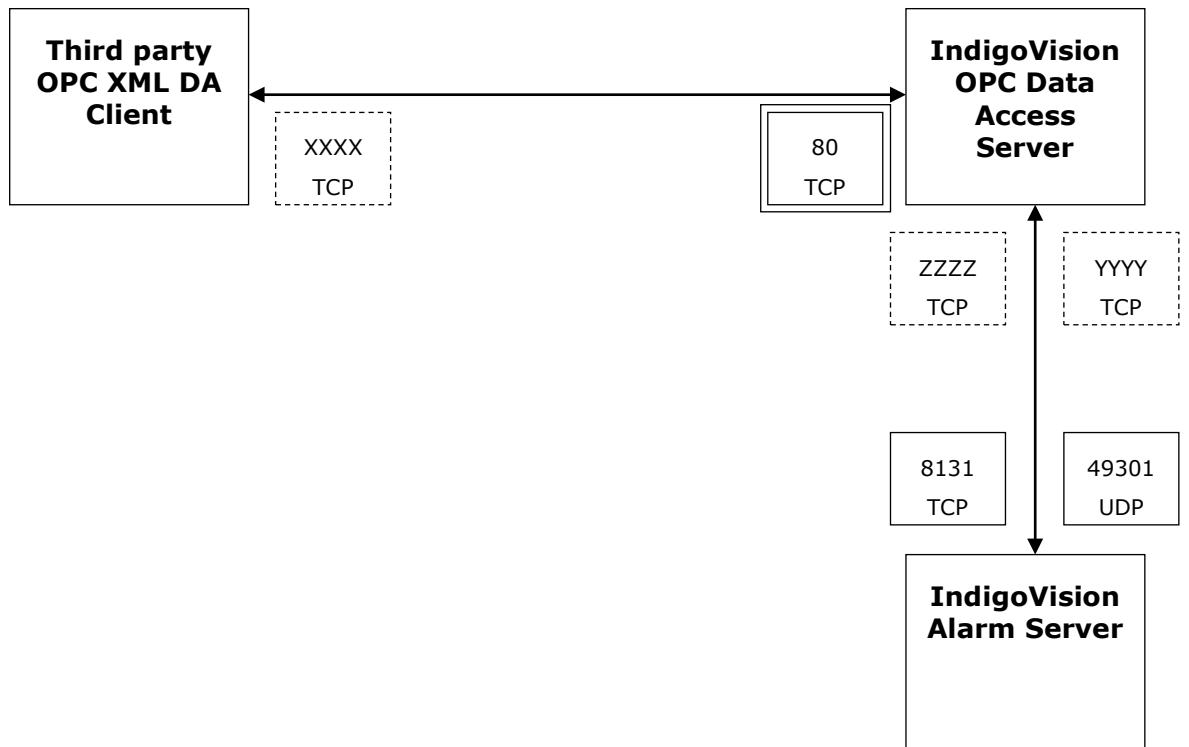 Third party
OPC XML DA
Client
IndigoVision
OPC Data
Access
Server
XXXX
TCP
80
TCP
ZZZZ
TCP
YYYY
TCP
8131
TCP
49301
UDP
IndigoVision
Alarm Server